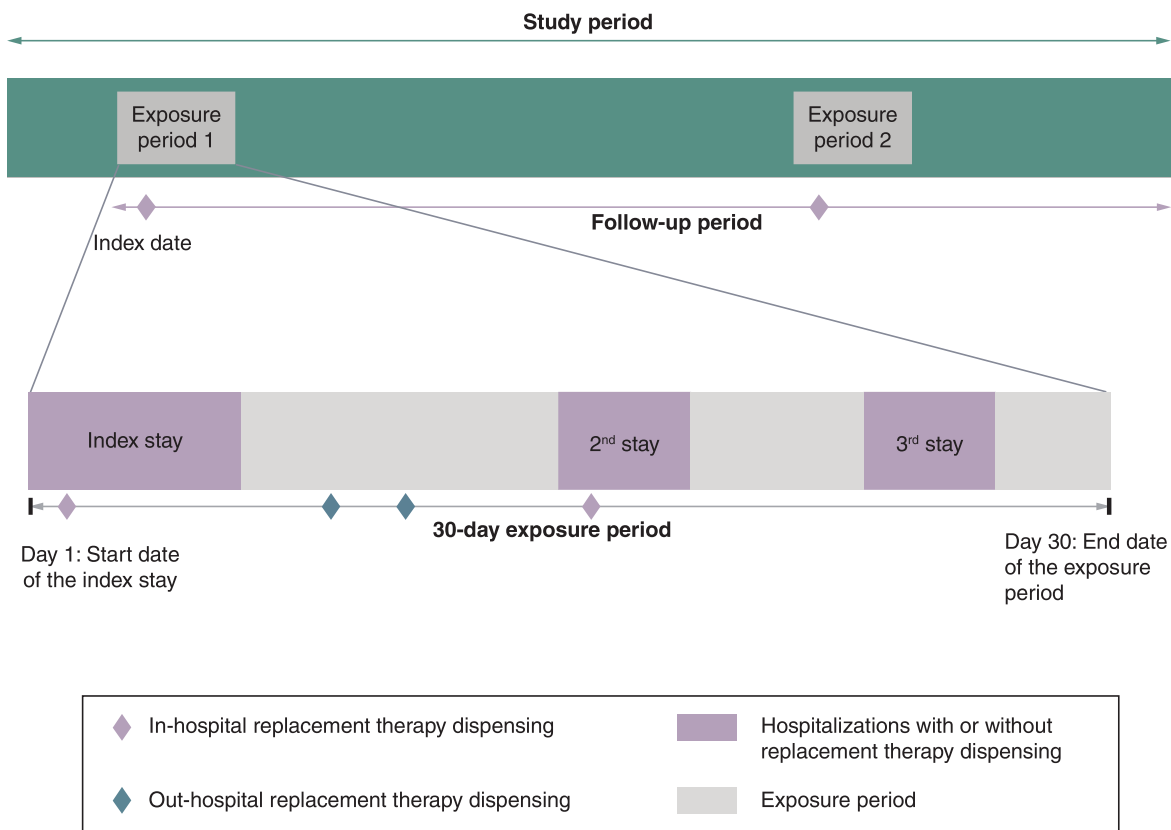 Study period
Exposure
period 1
Exposure
period 2
Follow-up period
Index date
Index stay
2nd stay
3rd stay
30-day exposure period
Day 1: Start date
of the index stay
Day 30: End date
of the exposure
period
In-hospital replacement therapy dispensing
Hospitalizations with or without
replacement therapy dispensing
Out-hospital replacement therapy dispensing
Exposure period